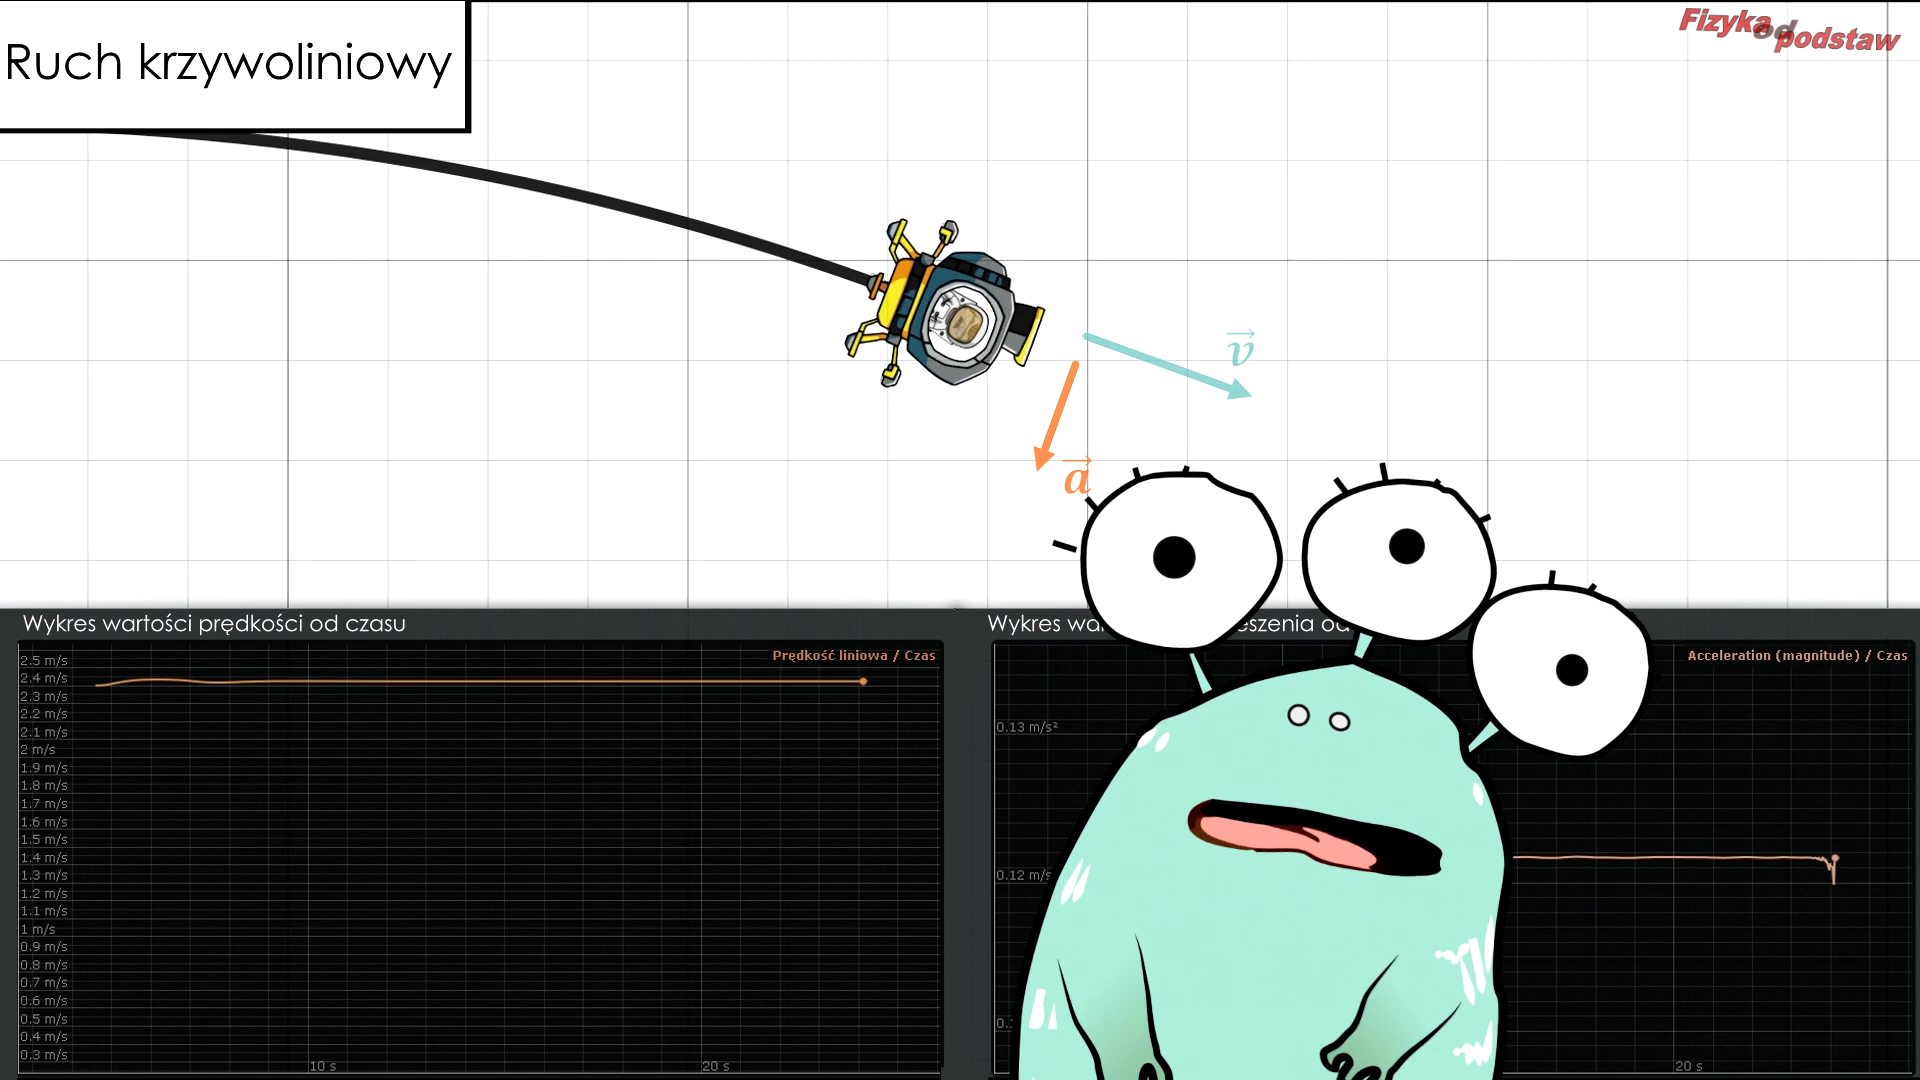 Ruch krzywoliniowy
Fizyka od podstaw
v
a
Wykres wartości prędkości od czasu
Prędkość liniowa / Czas
2.5 m/s
2.4 m/s
2.3 m/s
2.2 m/s
2.1 m/s
2 m/s
1.9 m/s
1.8 m/s
1.7 m/s
1.6 m/s
1.5 m/s
1.4 m/s
1.3 m/s
1.2 m/s
1.1 m/s
1 m/s
0.9 m/s
0.8 m/s
0.7 m/s
0.6 m/s
0.5 m/s
0.4 m/s
0.3 m/s
10 s
20 s
Wykres
Acceleration (magnitude) / Czas
0.13 m/s²
0.12 m/s
20 s